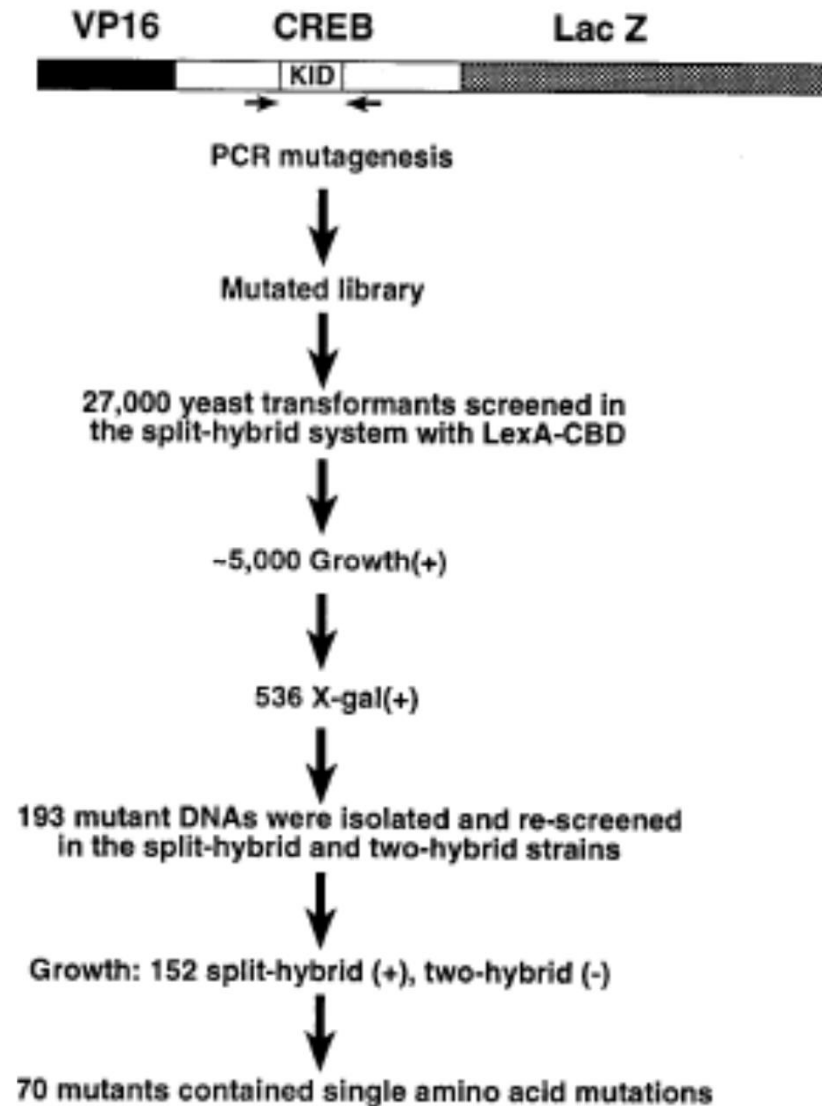 VP16 CREB Lac Z
KID
PCR mutagenesis
Mutated library
27,000 yeast transformants screened in
the split-hybrid system with LexA-CBD
~5,000 Growth(+)
536 X-gal(+)
193 mutant DNAs were isolated and re-screened
in the split-hybrid and two-hybrid strains
Growth: 152 split-hybrid (+), two-hybrid (-)
70 mutants contained single amino acid mutations